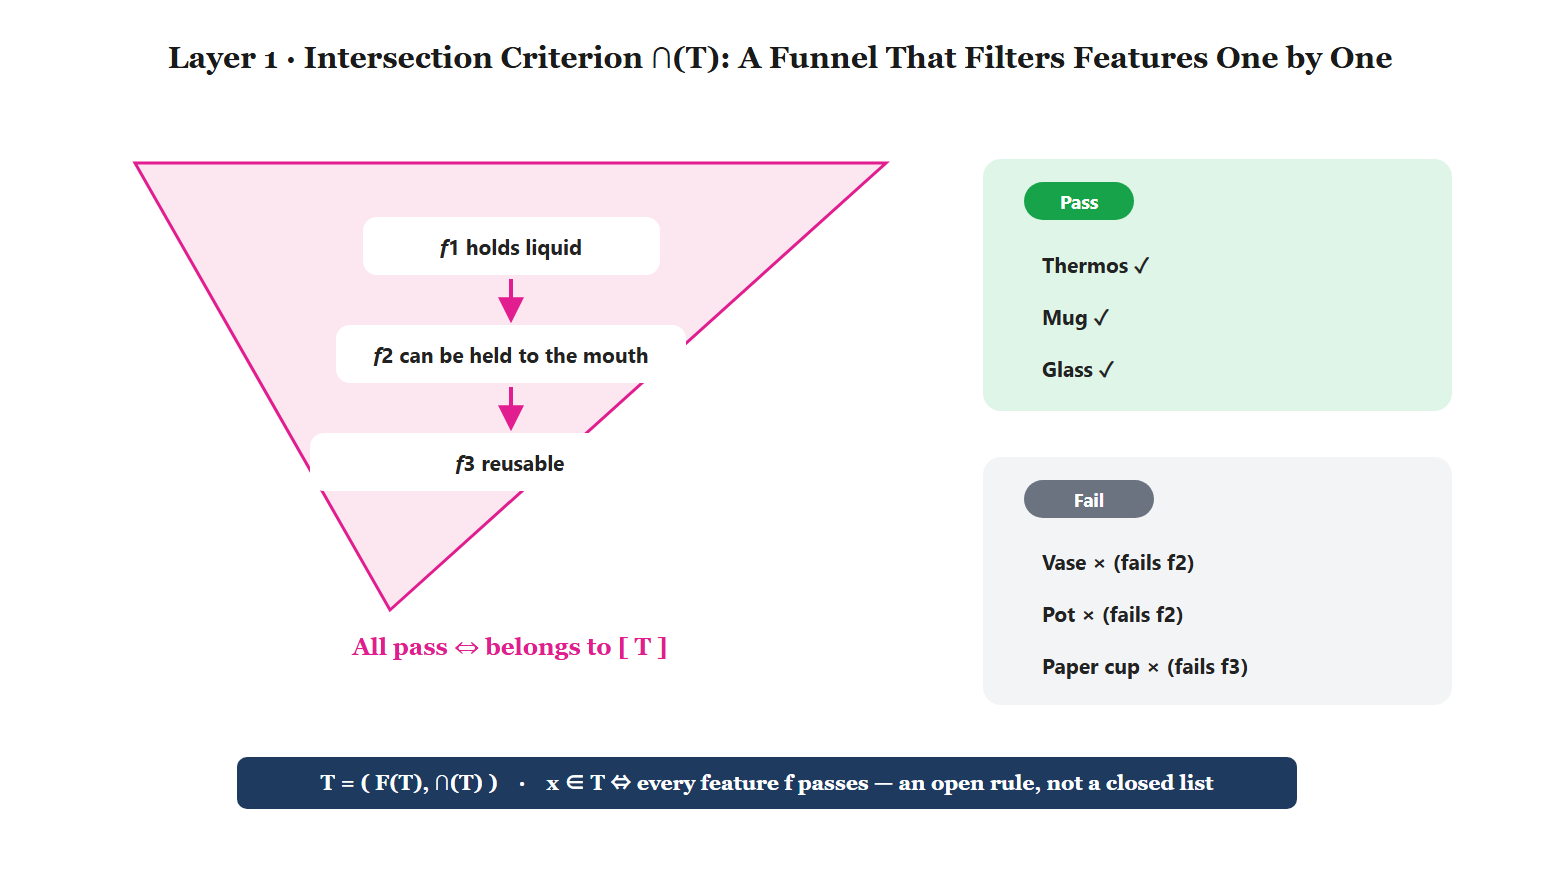 Layer 1 · Intersection Criterion ∩(T): A Funnel That Filters Features One by One
f1 holds liquid
f2 can be held to the mouth
f3 reusable
All pass ⇔ belongs to [ T ]
Pass
Thermos ✓
Mug ✓
Glass ✓
Fail
Vase × (fails f2)
Pot × (fails f2)
Paper cup × (fails f3)
T = ( F(T), ∩(T) ) · x ∈ T ⇔ every feature f passes — an open rule, not a closed list